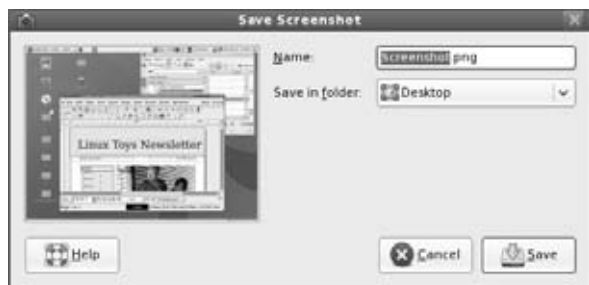 Save Screenshot
Name: Screenshot.png
Save in folder: Desktop
Linux Toys Newsletter
Help
Cancel
Save